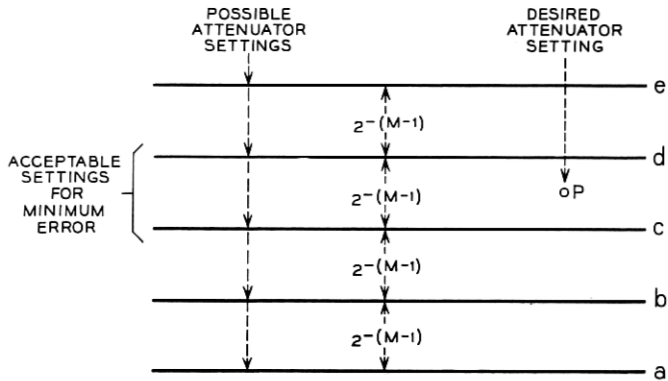 POSSIBLE
ATTENUATOR
SETTINGS
DESIRED
ATTENUATOR
SETTING
e
2-(M-1)
d
ACCEPTABLE
SETTINGS
FOR
MINIMUM
ERROR
2-(M-1)
oP
c
2-(M-1)
b
2-(M-1)
a